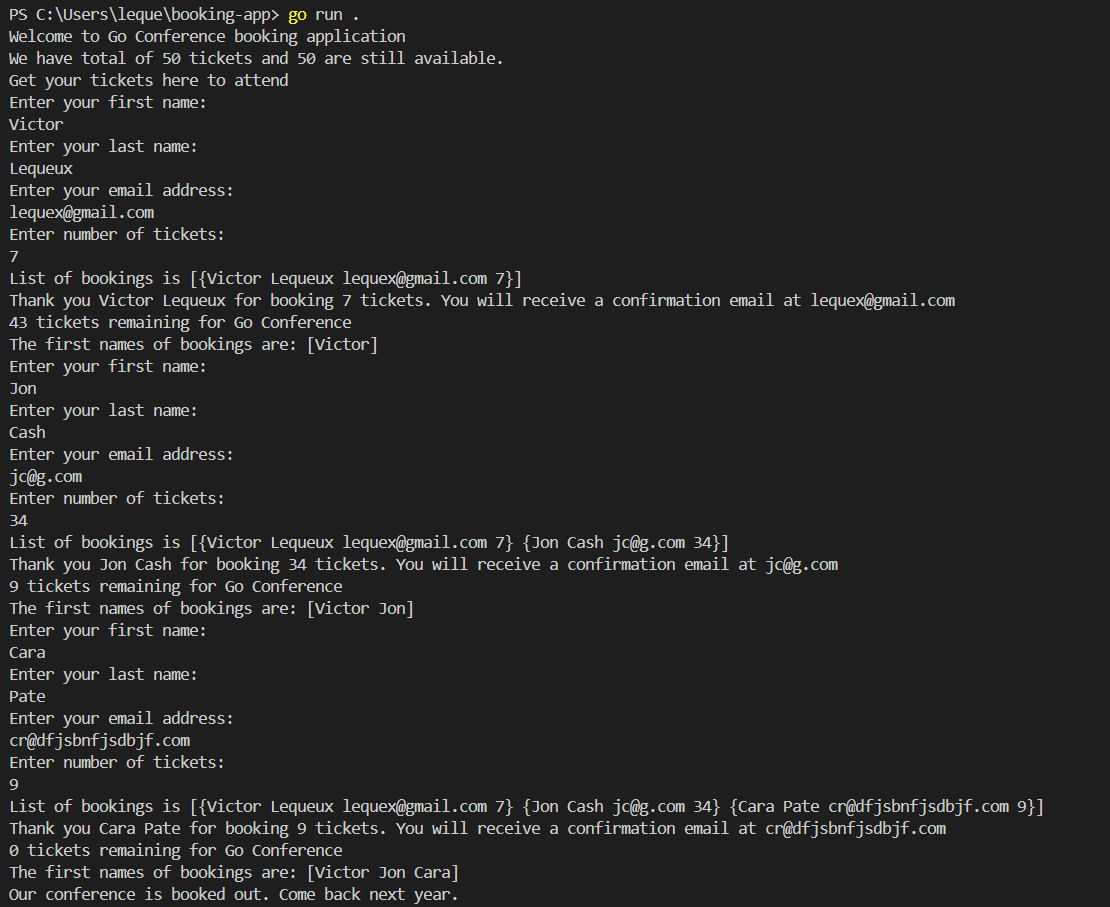 PS C:\Users\leque\booking-app> go run .
Welcome to Go Conference booking application
We have total of 50 tickets and 50 are still available.
Get your tickets here to attend
Enter your first name:
Victor
Enter your last name:
Lequeux
Enter your email address:
lequex@gmail.com
Enter number of tickets:
7
List of bookings is [{Victor Lequeux lequex@gmail.com 7}]
Thank you Victor Lequeux for booking 7 tickets. You will receive a confirmation email at lequex@gmail.com
43 tickets remaining for Go Conference
The first names of bookings are: [Victor]
Enter your first name:
Jon
Enter your last name:
Cash
Enter your email address:
jc@g.com
Enter number of tickets:
34
List of bookings is [{Victor Lequeux lequex@gmail.com 7} {Jon Cash jc@g.com 34}]
Thank you Jon Cash for booking 34 tickets. You will receive a confirmation email at jc@g.com
9 tickets remaining for Go Conference
The first names of bookings are: [Victor Jon]
Enter your first name:
Cara
Enter your last name:
Pate
Enter your email address:
cr@dfjsbnfjsdbjf.com
Enter number of tickets:
9
List of bookings is [{Victor Lequeux lequex@gmail.com 7} {Jon Cash jc@g.com 34} {Cara Pate cr@dfjsbnfjsdbjf.com 9}]
Thank you Cara Pate for booking 9 tickets. You will receive a confirmation email at cr@dfjsbnfjsdbjf.com
0 tickets remaining for Go Conference
The first names of bookings are: [Victor Jon Cara]
Our conference is booked out. Come back next year.